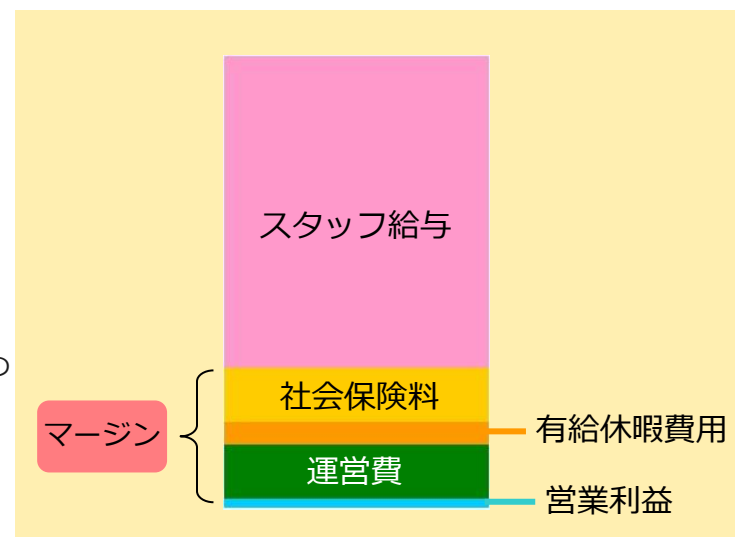 スタッフ給与
社会保険料
マージン
有給休暇費用
運営費
営業利益